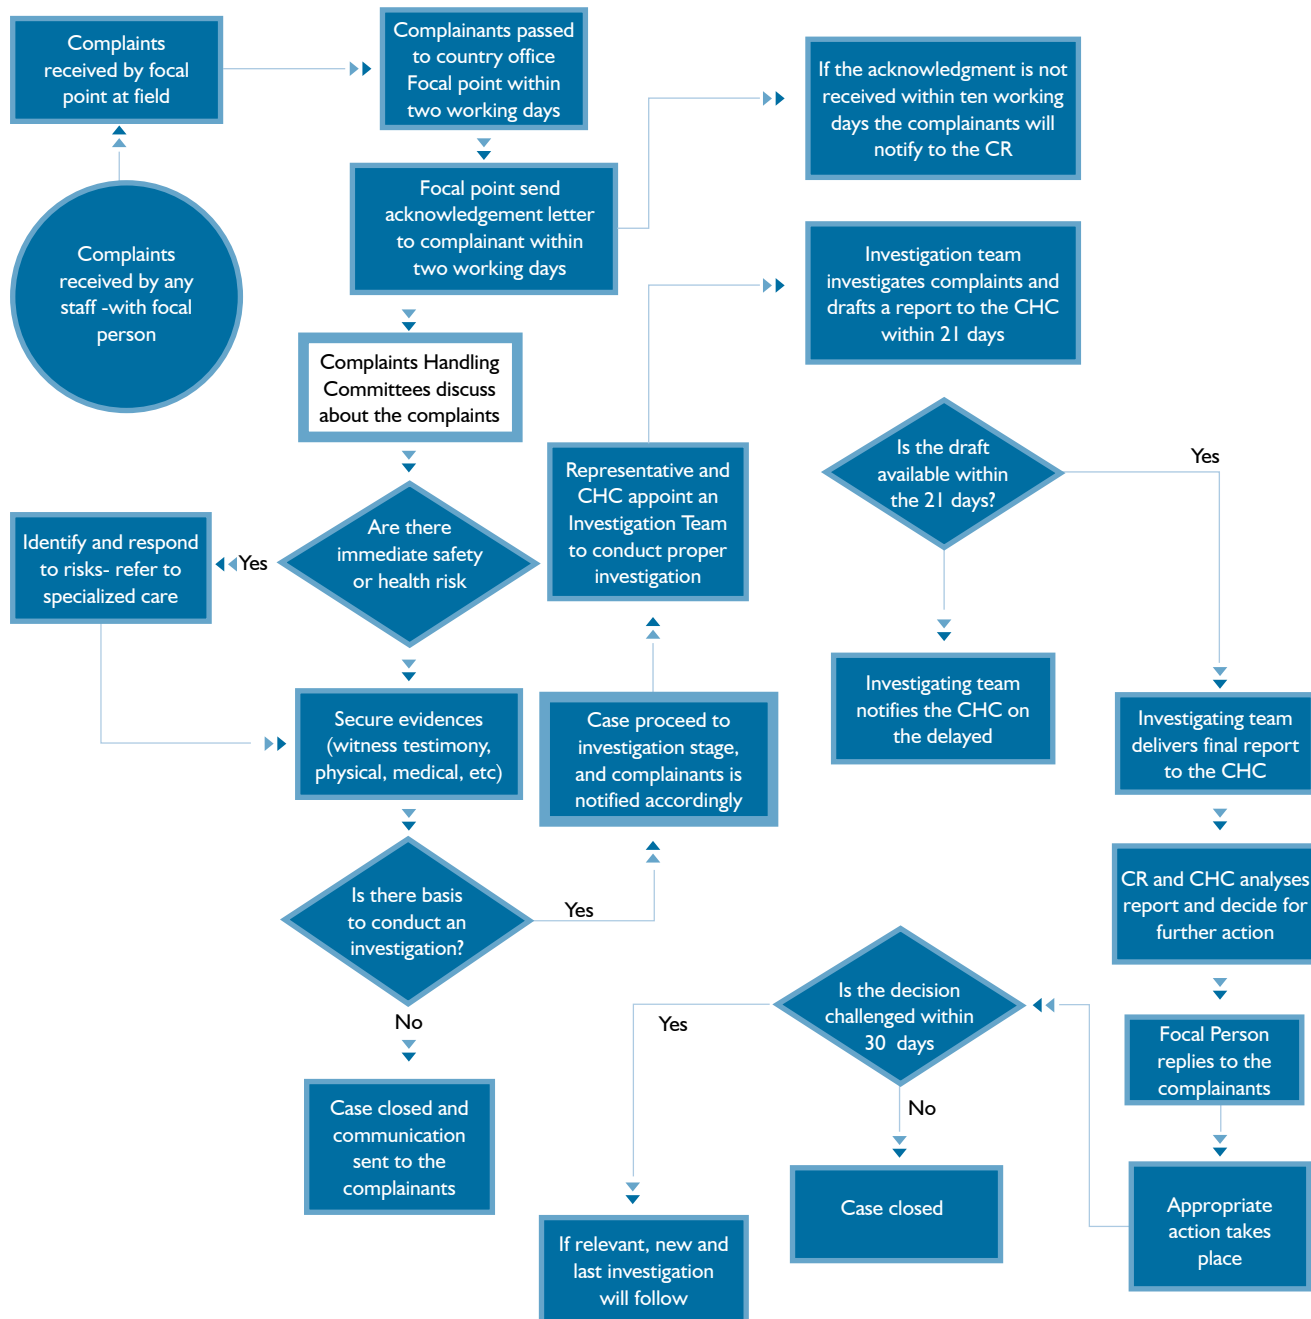 Complaints
received by focal
point at field
Complainants passed
to country office
Focal point within
two working days
If the acknowledgment is not
received within ten working
days the complainants will
notify to the CR
Complaints
received by any
staff -with focal
person
Focal point send
acknowledgement letter
to complainant within
two working days
Investigation team
investigates complaints and
drafts a report to the CHC
within 21 days
Complaints Handling
Committees discuss
about the complaints
Representative and
CHC appoint an
Investigation Team
to conduct proper
investigation
Is the draft
available within
the 21 days?
Yes
Identify and respond
to risks- refer to
specialized care
Yes
Are there
immediate safety
or health risk
Secure evidences
(witness testimony,
physical, medical, etc)
Case proceed to
investigation stage,
and complainants is
notified accordingly
Investigating team
notifies the CHC on
the delayed
Investigating team
delivers final report
to the CHC
Is there basis
to conduct an
investigation?
Yes
No
Case closed and
communication
sent to the
complainants
CR and CHC analyses
report and decide for
further action
Focal Person
replies to the
complainants
Appropriate
action takes
place
Is the decision
challenged within
30 days
Yes
No
Case closed
If relevant, new and
last investigation
will follow